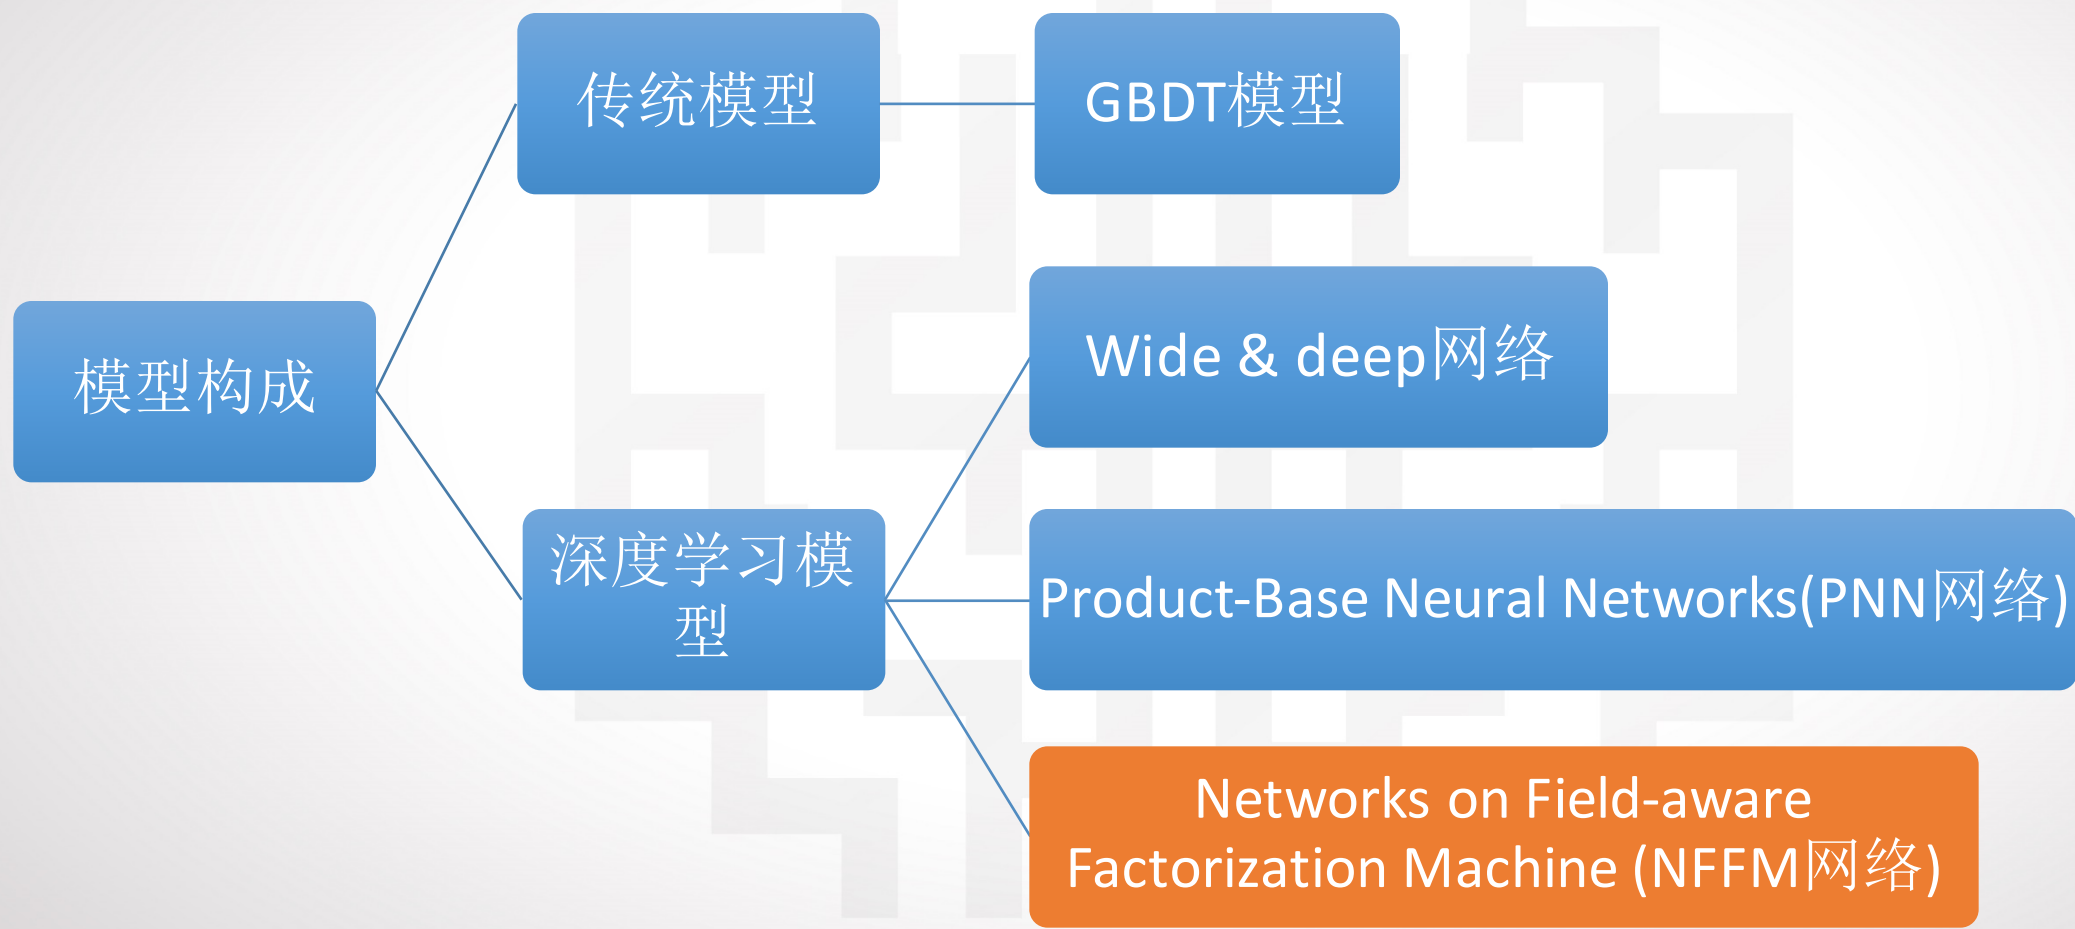 传统模型
GBDT模型
Wide & deep网络
模型构成
深度学习模
型
Product-Base Neural Networks(PNN网络)
Networks on Field-aware
Factorization Machine (NFFM网络)